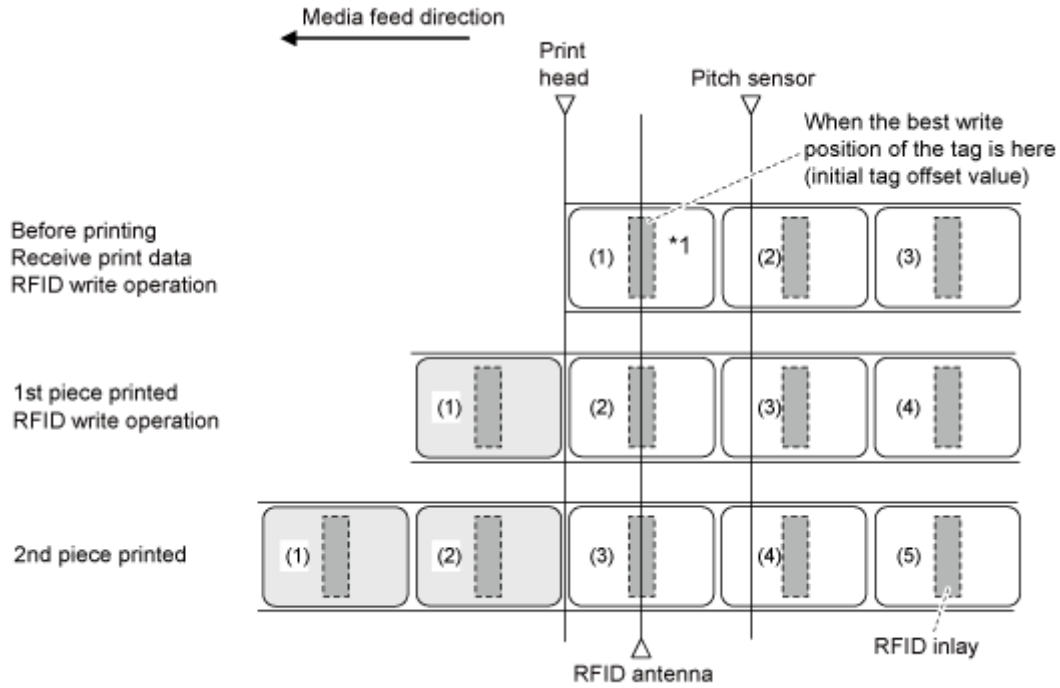 Media feed direction
Print
head
Pitch sensor
When the best write
position of the tag is here
(initial tag offset value)
Before printing
Receive print data
RFID write operation
(1) *1 (2) (3)
1st piece printed
RFID write operation
(1) (2) (3) (4)
2nd piece printed
(1) (2) (3) (4) (5)
RFID antenna
RFID inlay